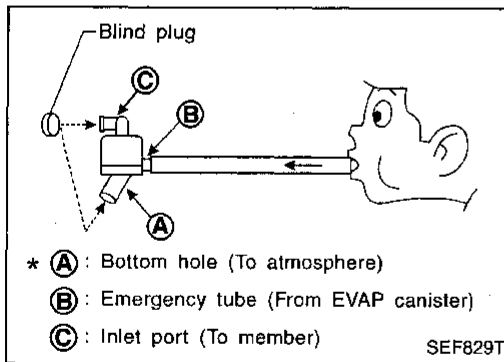 Blind plug
C
B
A
* A : Bottom hole (To atmosphere)
B : Emergency tube (From EVAP canister)
C : Inlet port (To member)
SEF829T